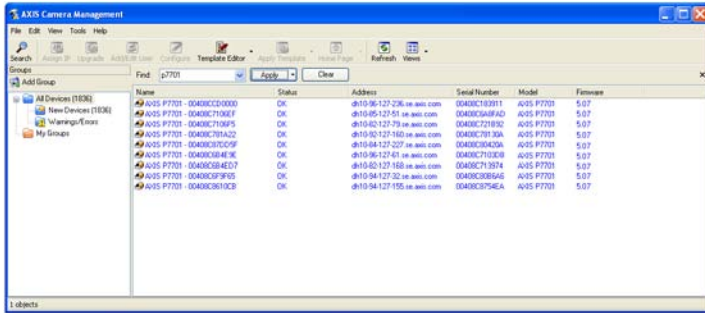 AXIS Camera Management
File Edit View Tools Help
Search Assign IP Upgrade Add/Edit User Configure Template Editor Apply Template Home Page Refresh Views
Groups
Find: p7701 Apply Clear x
Add Group
Name Status Address Serial Number Model Firmware
All Devices (1836)
New Devices (1836)
Warnings/Errors
My Groups
AXIS P7701 - 00408CCD0000 OK dh10-96-127-236.se.axis.com 00408C183911 AXIS P7701 5.07
AXIS P7701 - 00408C7106EF OK dh10-85-127-51.se.axis.com 00408C6A8FAD AXIS P7701 5.07
AXIS P7701 - 00408C7106F5 OK dh10-82-127-79.se.axis.com 00408C721892 AXIS P7701 5.07
AXIS P7701 - 00408C781A22 OK dh10-92-127-160.se.axis.com 00408C78130A AXIS P7701 5.07
AXIS P7701 - 00408C87DD5F OK dh10-84-127-227.se.axis.com 00408C80420A AXIS P7701 5.07
AXIS P7701 - 00408C6B4E9E OK dh10-96-127-61.se.axis.com 00408C7103DB AXIS P7701 5.07
AXIS P7701 - 00408C6B4ED7 OK dh10-82-127-168.se.axis.com 00408C713974 AXIS P7701 5.07
AXIS P7701 - 00408C6F9F65 OK dh10-94-127-32.se.axis.com 00408C80B6A6 AXIS P7701 5.07
AXIS P7701 - 00408C8610CB OK dh10-94-127-155.se.axis.com 00408C8754EA AXIS P7701 5.07
1 objects